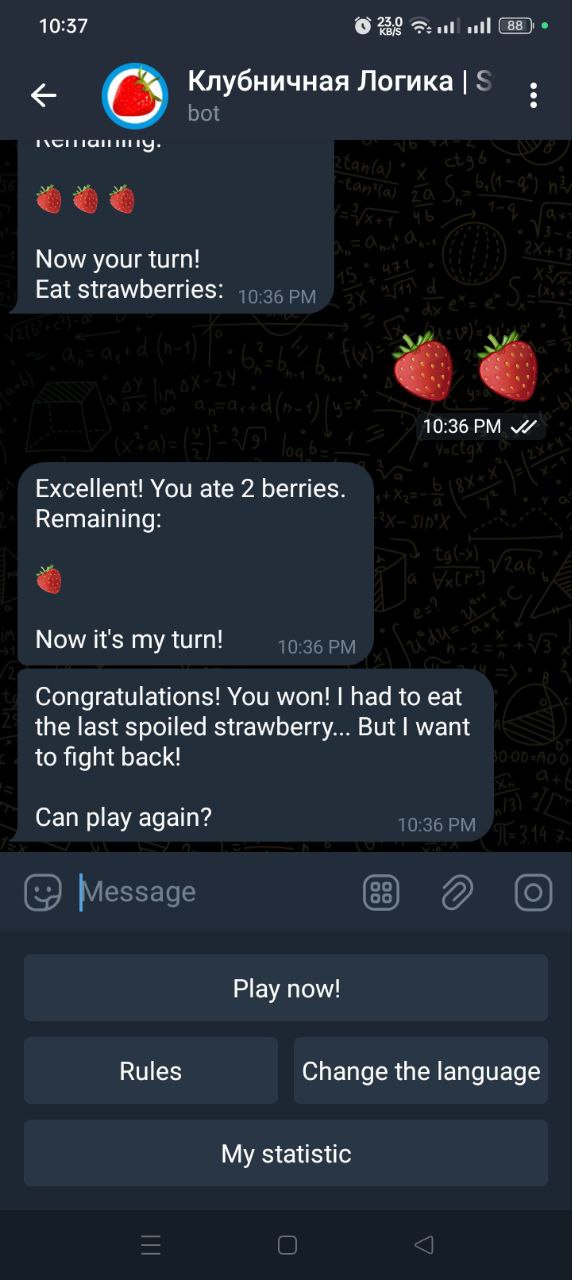 10:37
23.0
KB/S
88
Клубничная Логика | S
bot
Remaining:
Now your turn!
Eat strawberries:
10:36 PM
10:36 PM
Excellent! You ate 2 berries.
Remaining:
Now it's my turn!
10:36 PM
Congratulations! You won! I had to eat
the last spoiled strawberry... But I want
to fight back!
Can play again?
10:36 PM
Message
Play now!
Rules
Change the language
My statistic